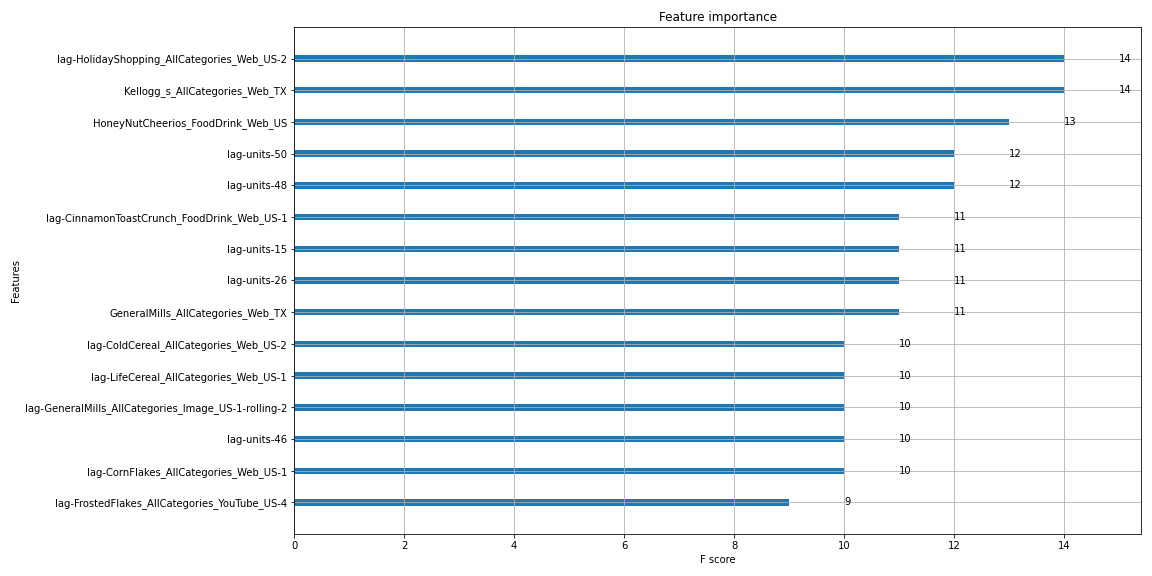 Feature importance
lag-HolidayShopping_AllCategories_Web_US-2 14
Kellogg_s_AllCategories_Web_TX 14
HoneyNutCheerios_FoodDrink_Web_US 13
lag-units-50 12
lag-units-48 12
lag-CinnamonToastCrunch_FoodDrink_Web_US-1 11
lag-units-15 11
lag-units-26 11
GeneralMills_AllCategories_Web_TX 11
lag-ColdCereal_AllCategories_Web_US-2 10
lag-LifeCereal_AllCategories_Web_US-1 10
lag-GeneralMills_AllCategories_Image_US-1-rolling-2 10
lag-units-46 10
lag-CornFlakes_AllCategories_Web_US-1 10
lag-FrostedFlakes_AllCategories_YouTube_US-4 9
Features
0 2 4 6 8 10 12 14
F score